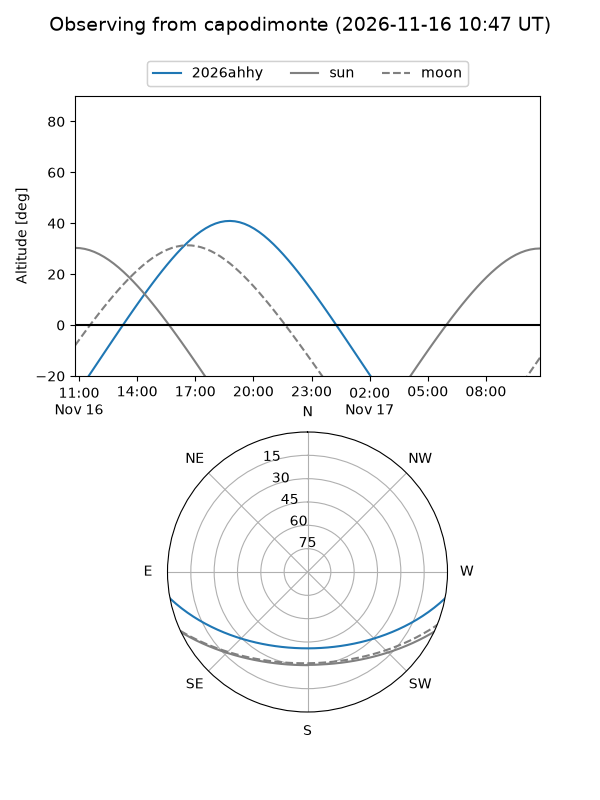 Observing from capodimonte (2026-11-16 10:47 UT)
2026ahhy sun moon
80
60
40
20
0
−20
Altitude [deg]
11:00 14:00 17:00 20:00 23:00 02:00 05:00 08:00
Nov 16 Nov 17
N
NE NW
15
30
45
60
75
E W
SE SW
S